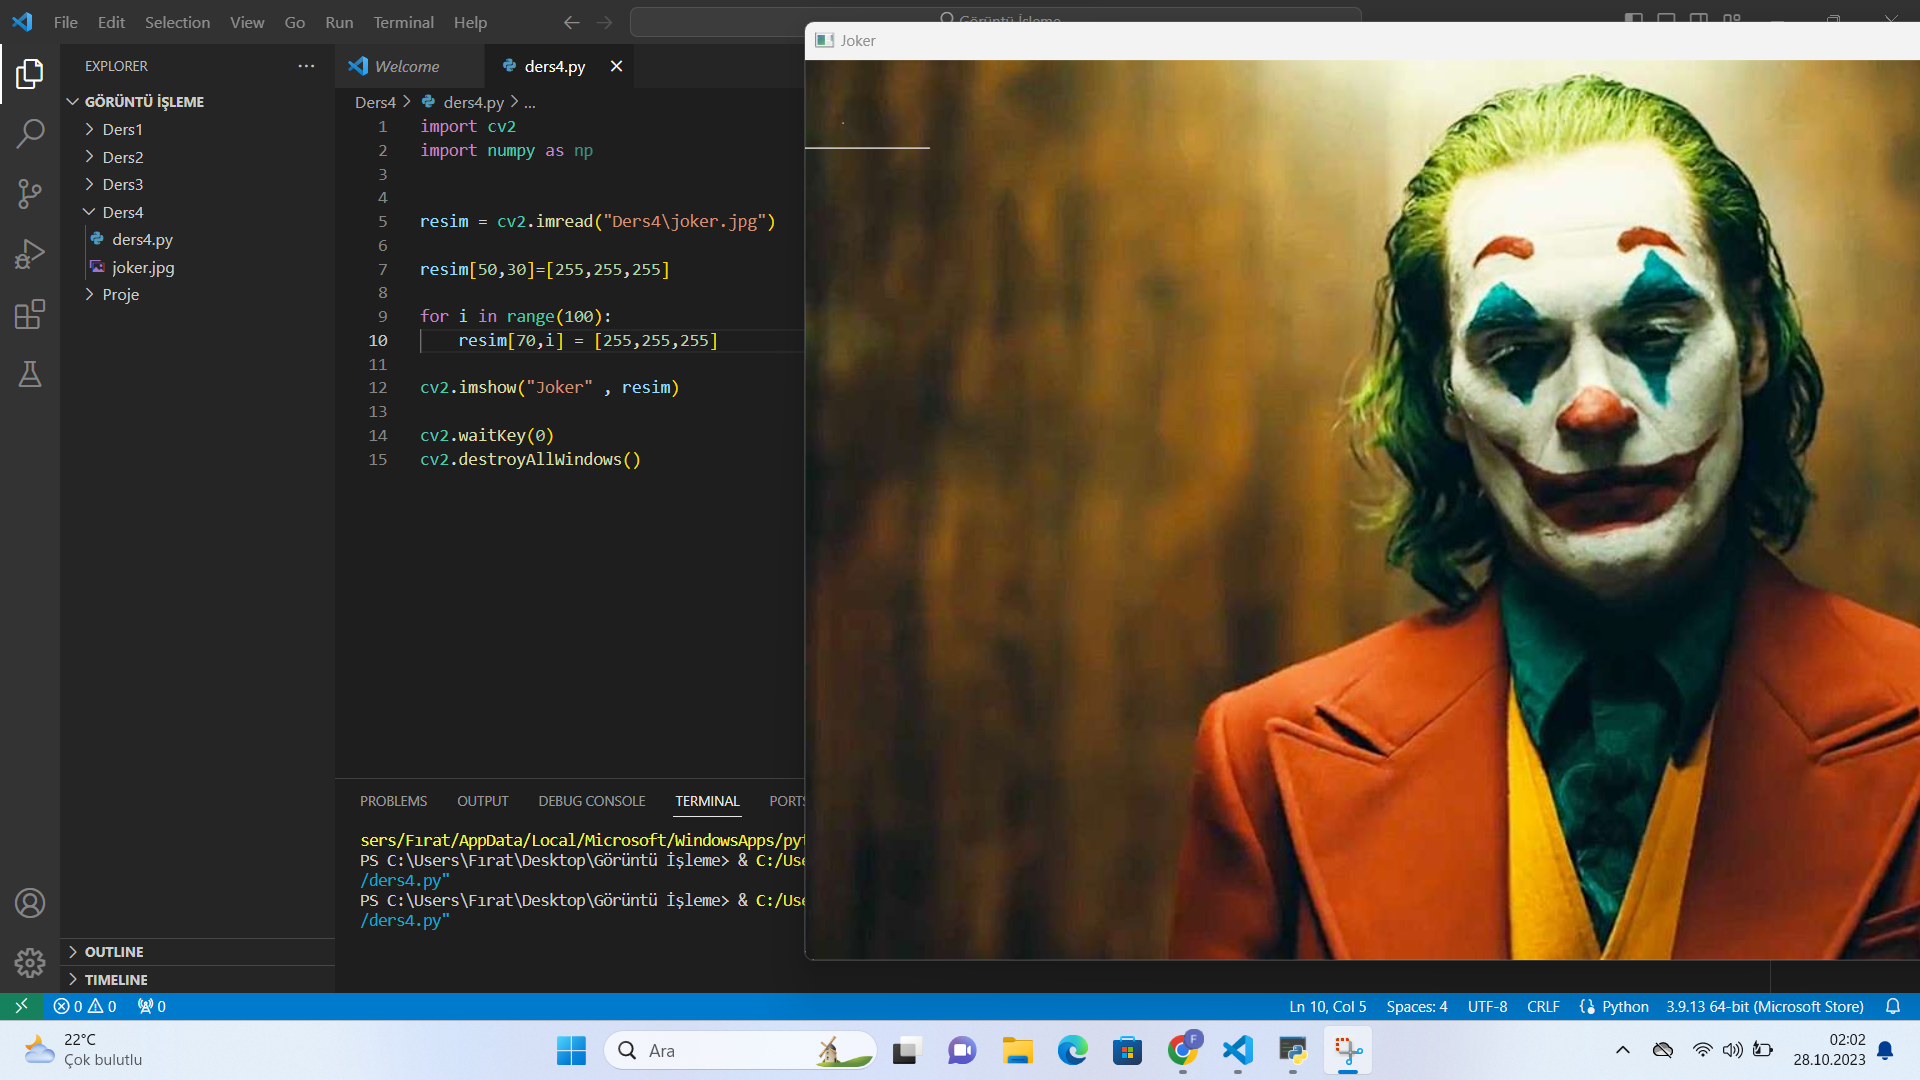 File Edit Selection View Go Run Terminal Help
Görüntü İşleme
Joker
EXPLORER
Welcome
ders4.py
GÖRÜNTÜ İŞLEME
Ders1
Ders2
Ders3
Ders4
ders4.py
joker.jpg
Proje
OUTLINE
TIMELINE
Ders4 > ders4.py > ...
1 import cv2
2 import numpy as np
3
4
5 resim = cv2.imread("Ders4\joker.jpg")
6
7 resim[50,30]=[255,255,255]
8
9 for i in range(100):
10     resim[70,i] = [255,255,255]
11
12 cv2.imshow("Joker" , resim)
13
14 cv2.waitKey(0)
15 cv2.destroyAllWindows()
PROBLEMS OUTPUT DEBUG CONSOLE TERMINAL PORTS
sers/Fırat/AppData/Local/Microsoft/WindowsApps/pyt
PS C:\Users\Fırat\Desktop\Görüntü İşleme> & C:/Use
/ders4.py"
PS C:\Users\Fırat\Desktop\Görüntü İşleme> & C:/Use
/ders4.py"
0 0 0
Ln 10, Col 5 Spaces: 4 UTF-8 CRLF Python 3.9.13 64-bit (Microsoft Store)
22°C
Çok bulutlu
Ara
F
02:02
28.10.2023